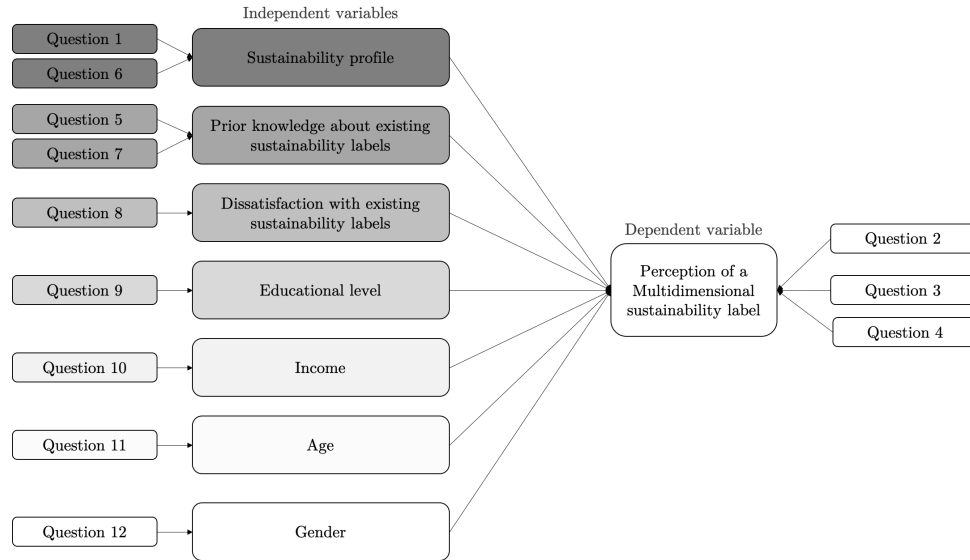 Independent variables
Question 1
Question 6
Sustainability profile
Question 5
Question 7
Prior knowledge about existing
sustainability labels
Question 8
Dissatisfaction with existing
sustainability labels
Question 9
Educational level
Question 10
Income
Question 11
Age
Question 12
Gender
Dependent variable
Perception of a
Multidimensional
sustainability label
Question 2
Question 3
Question 4